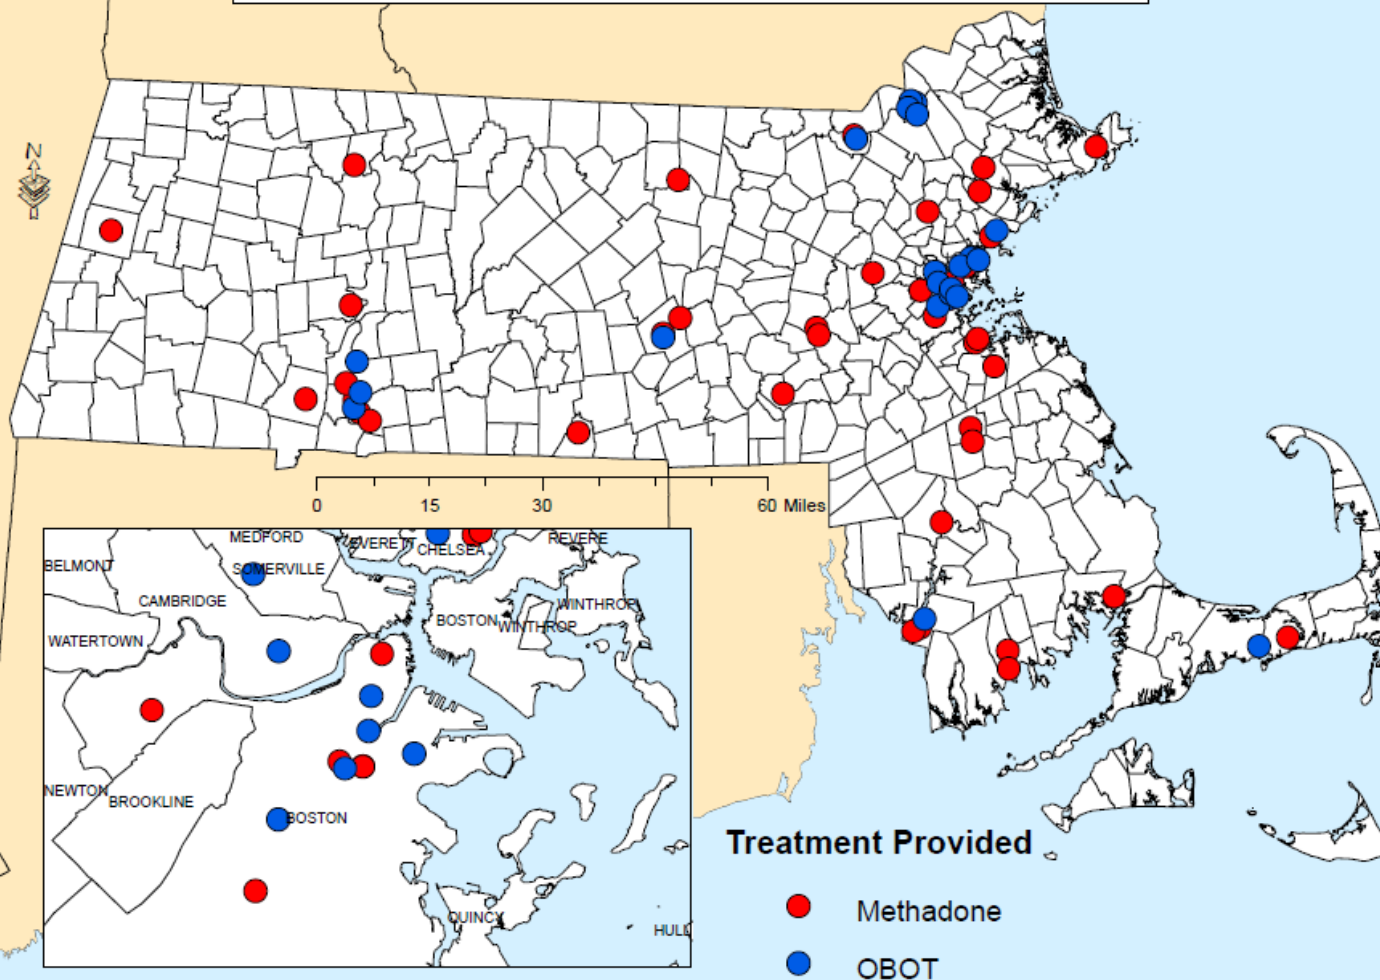 N
0 15 30 60 Miles
MEDFORD
EVERETT
CHELSEA
REVERE
BELMONT
SOMERVILLE
CAMBRIDGE
WINTHROP
BOSTON
WINTHROP
WATERTOWN
NEWTON
BROOKLINE
BOSTON
QUINCY
HULL
Treatment Provided
Methadone
OBOT